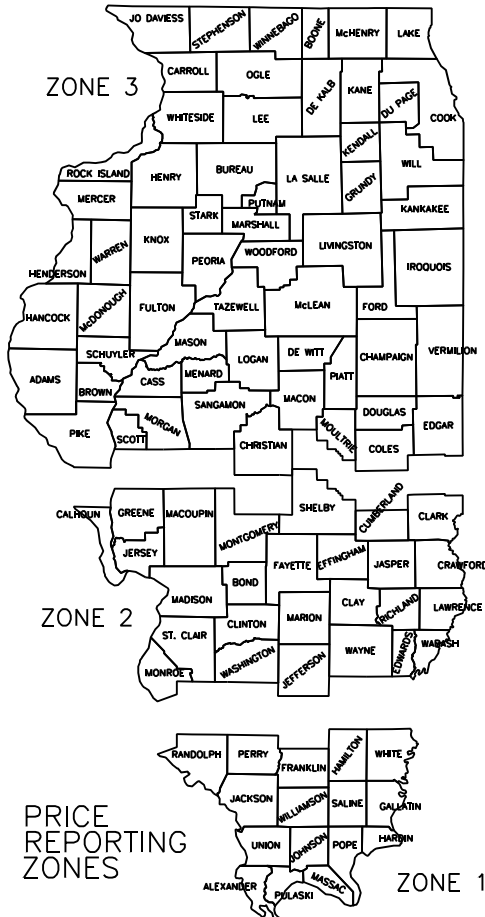 JO DAVIESS
STEPHENSON
WINNEBAGO
BOONE
McHENRY
LAKE
ZONE 3
CARROLL
OGLE
DE KALB
KANE
DU PAGE
COOK
WHITESIDE
LEE
KENDALL
WILL
ROCK ISLAND
HENRY
BUREAU
LA SALLE
GRUNDY
MERCER
PUTNAM
KANKAKEE
STARK
MARSHALL
HENDERSON
WARREN
KNOX
PEORIA
WOODFORD
LIVINGSTON
IROQUOIS
HANCOCK
McDONOUGH
FULTON
TAZEWELL
McLEAN
FORD
SCHUYLER
MASON
LOGAN
DE WITT
CHAMPAIGN
VERMILION
ADAMS
BROWN
CASS
MENARD
PIATT
MACON
SANGAMON
DOUGLAS
EDGAR
PIKE
SCOTT
MORGAN
CHRISTIAN
MOULTRIE
COLES
CALHOUN
GREENE
MACOUPIN
MONTGOMERY
SHELBY
CUMBERLAND
CLARK
JERSEY
FAYETTE
EFFINGHAM
JASPER
CRAWFORD
BOND
MADISON
CLAY
RICHLAND
LAWRENCE
ZONE 2
CLINTON
MARION
ST. CLAIR
WASHINGTON
JEFFERSON
WAYNE
EDWARDS
WABASH
MONROE
RANDOLPH
PERRY
FRANKLIN
HAMILTON
WHITE
JACKSON
WILLIAMSON
SALINE
GALLATIN
PRICE
REPORTING
ZONES
UNION
JOHNSON
POPE
HARDIN
ALEXANDER
PULASKI
MASSAC
ZONE 1